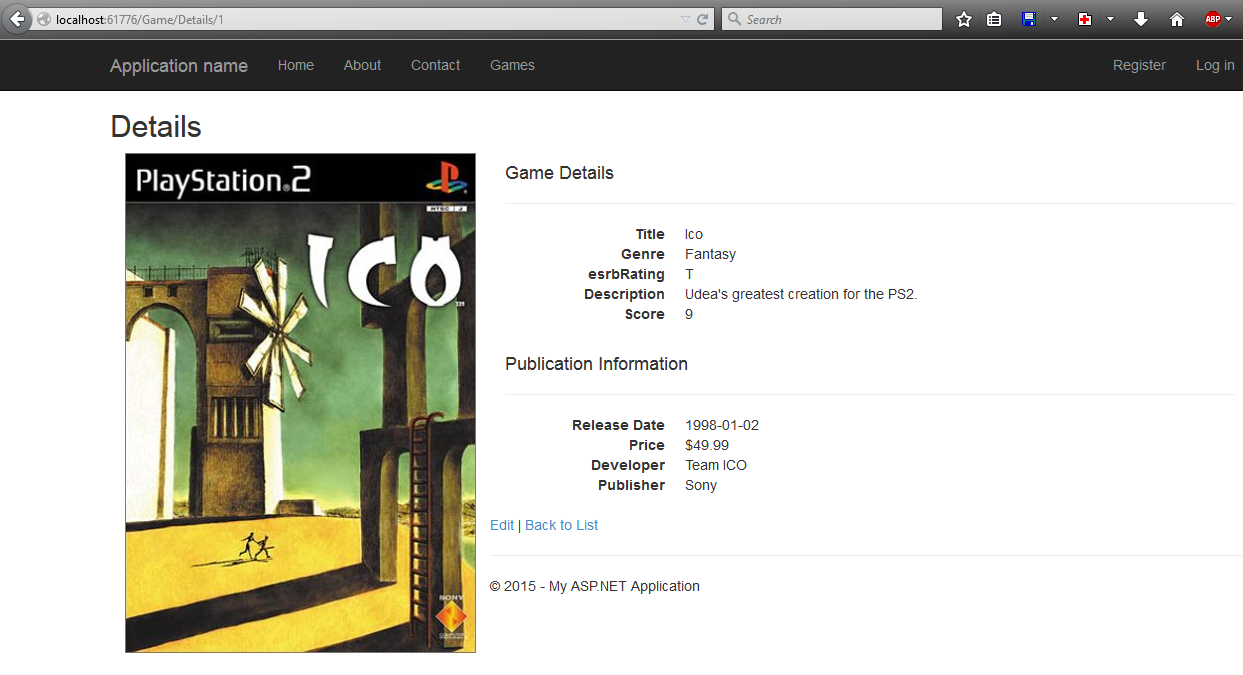 localhost:61776/Game/Details/1
Search
ABP
Application name Home About Contact Games Register Log in
Details
PlayStation®2
NTSC J
ICO
TM
SONY
Game Details
Title Ico
Genre Fantasy
esrbRating T
Description Udea's greatest creation for the PS2.
Score 9
Publication Information
Release Date 1998-01-02
Price $49.99
Developer Team ICO
Publisher Sony
Edit | Back to List
© 2015 - My ASP.NET Application